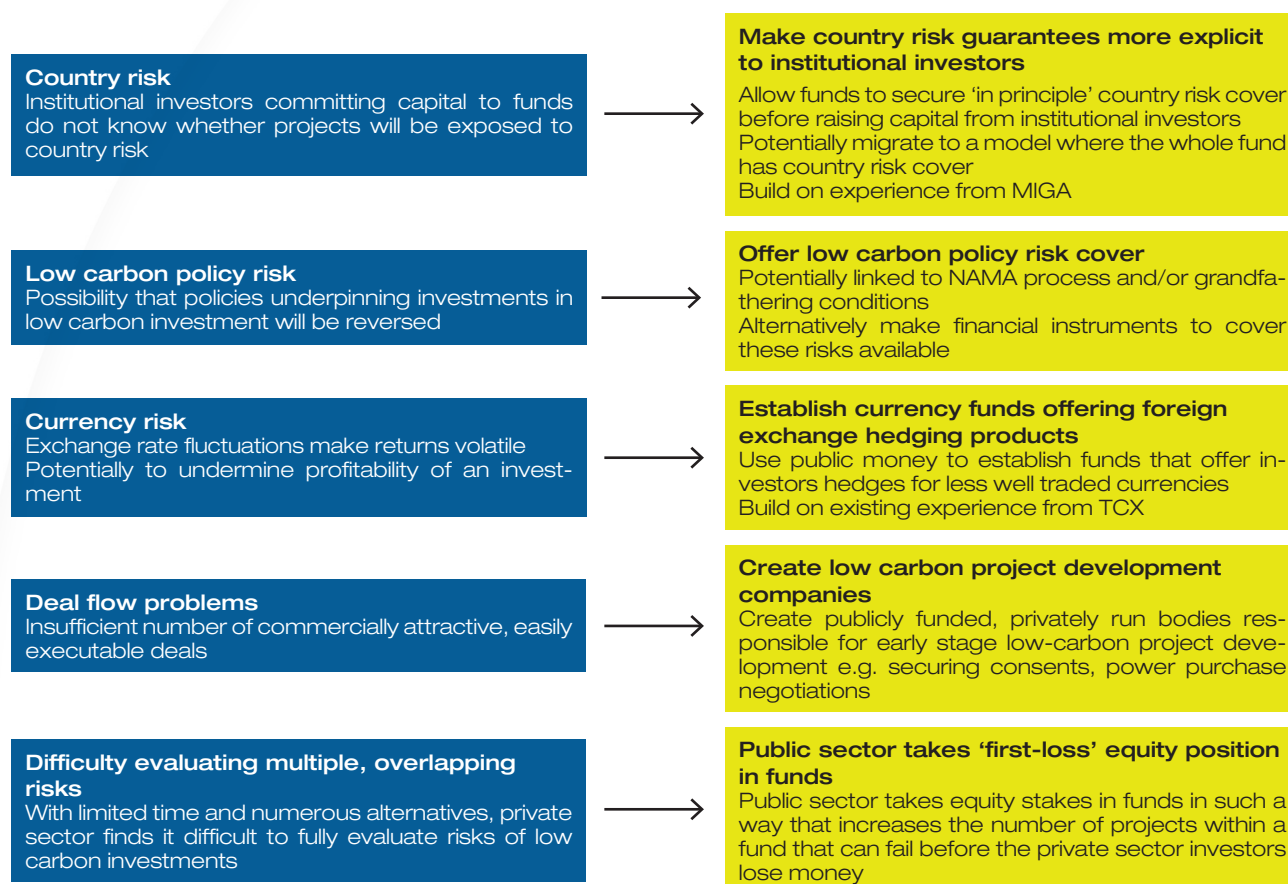 Country risk
Institutional investors committing capital to funds
do not know whether projects will be exposed to
country risk
Make country risk guarantees more explicit
to institutional investors
Allow funds to secure ‘in principle’ country risk cover
before raising capital from institutional investors
Potentially migrate to a model where the whole fund
has country risk cover
Build on experience from MIGA
Low carbon policy risk
Possibility that policies underpinning investments in
low carbon investment will be reversed
Offer low carbon policy risk cover
Potentially linked to NAMA process and/or grandfa-
thering conditions
Alternatively make financial instruments to cover
these risks available
Currency risk
Exchange rate fluctuations make returns volatile
Potentially to undermine profitability of an invest-
ment
Establish currency funds offering foreign
exchange hedging products
Use public money to establish funds that offer in-
vestors hedges for less well traded currencies
Build on existing experience from TCX
Deal flow problems
Insufficient number of commercially attractive, easily
executable deals
Create low carbon project development
companies
Create publicly funded, privately run bodies res-
ponsible for early stage low-carbon project deve-
lopment e.g. securing consents, power purchase
negotiations
Difficulty evaluating multiple, overlapping
risks
With limited time and numerous alternatives, private
sector finds it difficult to fully evaluate risks of low
carbon investments
Public sector takes ‘first-loss’ equity position
in funds
Public sector takes equity stakes in funds in such a
way that increases the number of projects within a
fund that can fail before the private sector investors
lose money